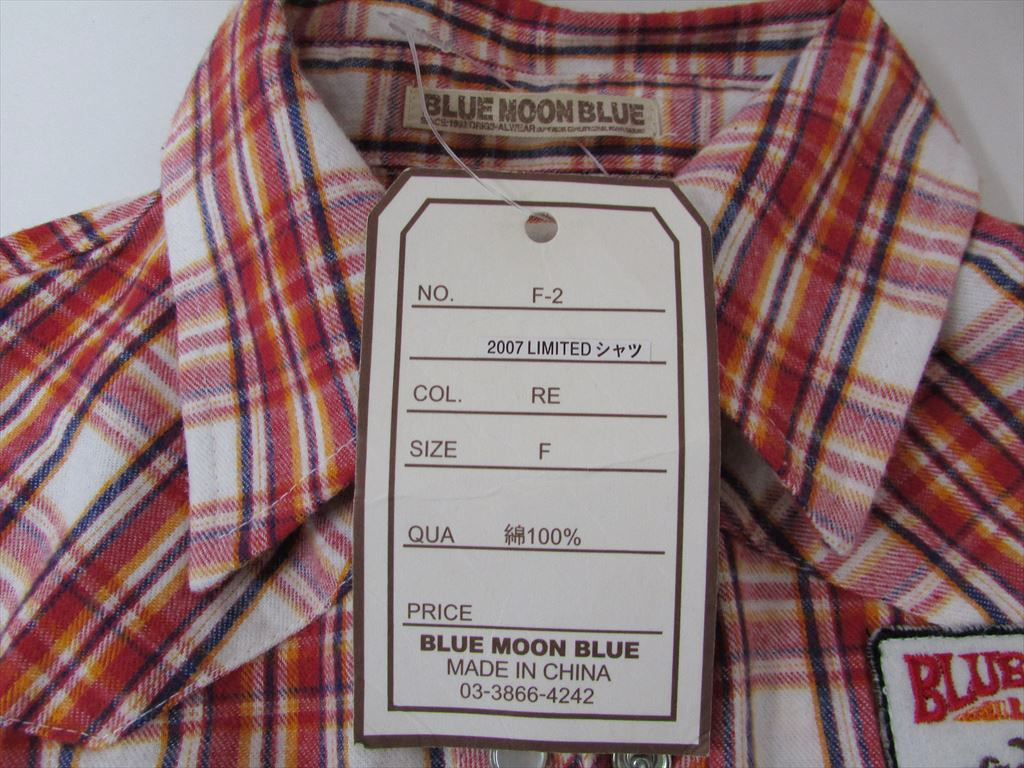 BLUE MOON BLUE
NO. F-2
2007 LIMITED シャツ
COL. RE
SIZE F
QUA 綿100%
PRICE
BLUE MOON BLUE
MADE IN CHINA
03-3866-4242